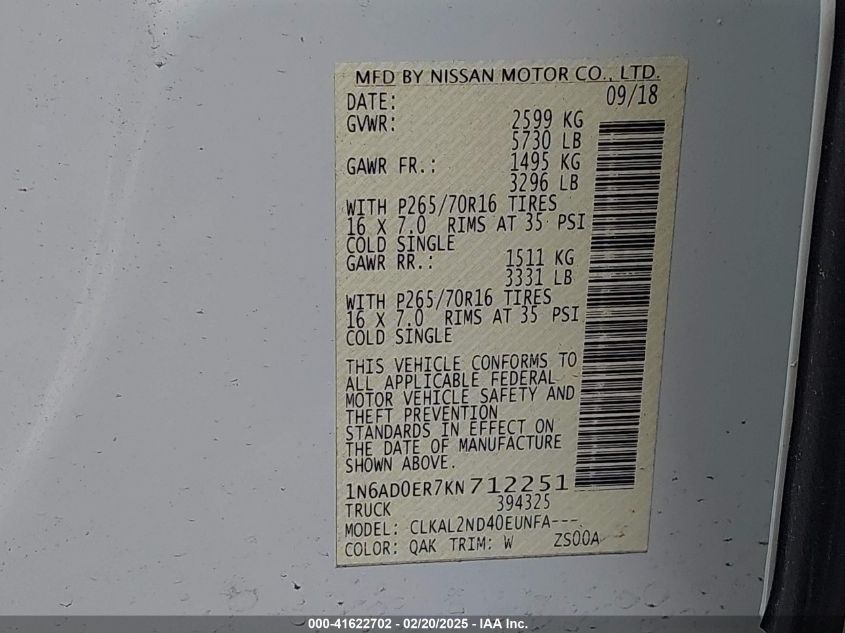 MFD BY NISSAN MOTOR CO., LTD.
DATE: 09/18
GVWR: 2599 KG
5730 LB
GAWR FR.: 1495 KG
3296 LB
WITH P265/70R16 TIRES
16 X 7.0 RIMS AT 35 PSI
COLD SINGLE
GAWR RR.: 1511 KG
3331 LB
WITH P265/70R16 TIRES
16 X 7.0 RIMS AT 35 PSI
COLD SINGLE
THIS VEHICLE CONFORMS TO
ALL APPLICABLE FEDERAL
MOTOR VEHICLE SAFETY AND
THEFT PREVENTION
STANDARDS IN EFFECT ON
THE DATE OF MANUFACTURE
SHOWN ABOVE.
1N6AD0ER7KN712251
TRUCK 394325
MODEL: CLKAL2ND40EUNFA---
COLOR: QAK TRIM: W ZS00A
000-41622702 / 02/20/2025 - IAA Inc.